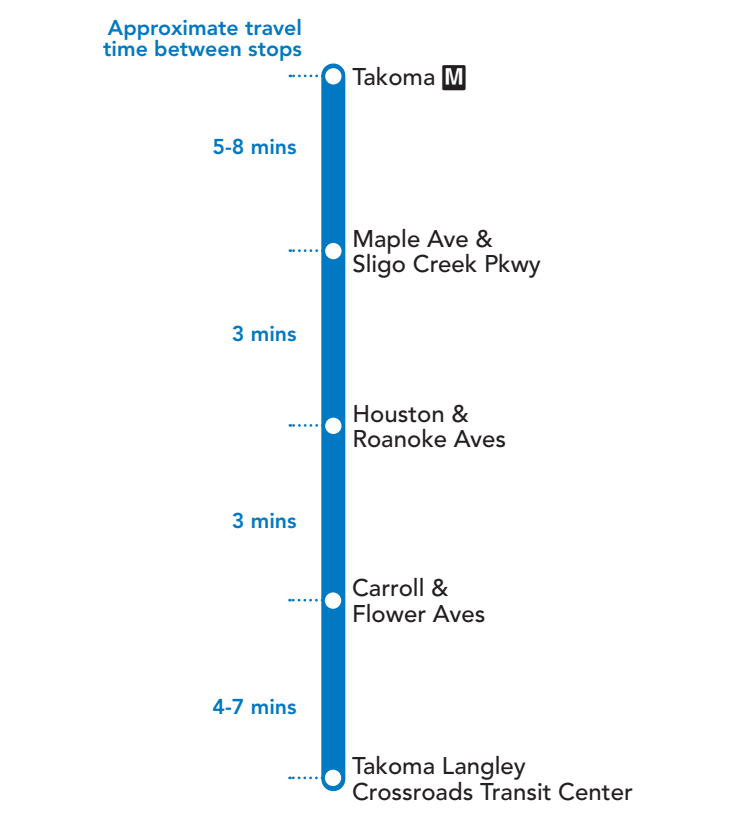 Approximate travel
time between stops
Takoma M
5-8 mins
Maple Ave &
Sligo Creek Pkwy
3 mins
Houston &
Roanoke Aves
3 mins
Carroll &
Flower Aves
4-7 mins
Takoma Langley
Crossroads Transit Center